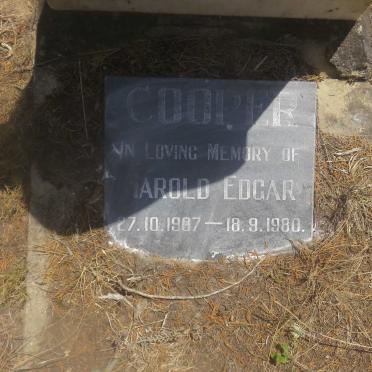 COOPER
IN LOVING MEMORY OF
HAROLD EDGAR
27.10.1907 — 18.9.1980.